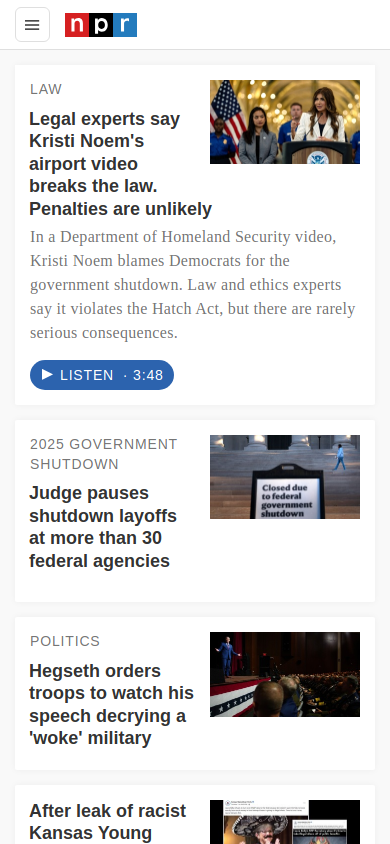 npr
LAW
Legal experts say
Kristi Noem's
airport video
breaks the law.
Penalties are unlikely
In a Department of Homeland Security video,
Kristi Noem blames Democrats for the
government shutdown. Law and ethics experts
say it violates the Hatch Act, but there are rarely
serious consequences.
LISTEN · 3:48
2025 GOVERNMENT
SHUTDOWN
Judge pauses
shutdown layoffs
at more than 30
federal agencies
Closed due
to federal
government
shutdown
POLITICS
Hegseth orders
troops to watch his
speech decrying a
'woke' military
After leak of racist
Kansas Young